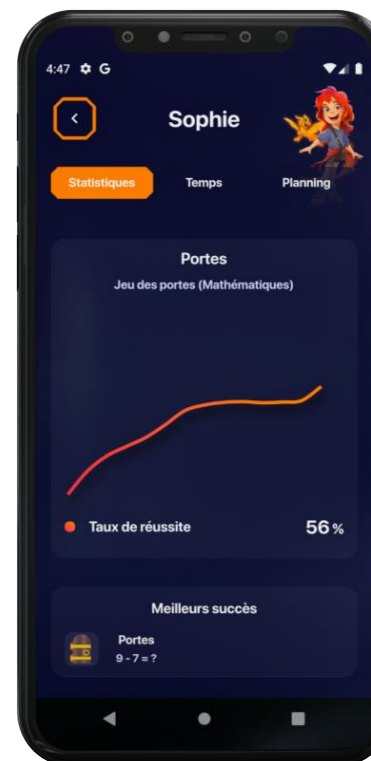 4:47 G
Sophie
Statistiques Temps Planning
Portes
Jeu des portes (Mathématiques)
Taux de réussite 56 %
Meilleurs succès
Portes
9 - 7 = ?